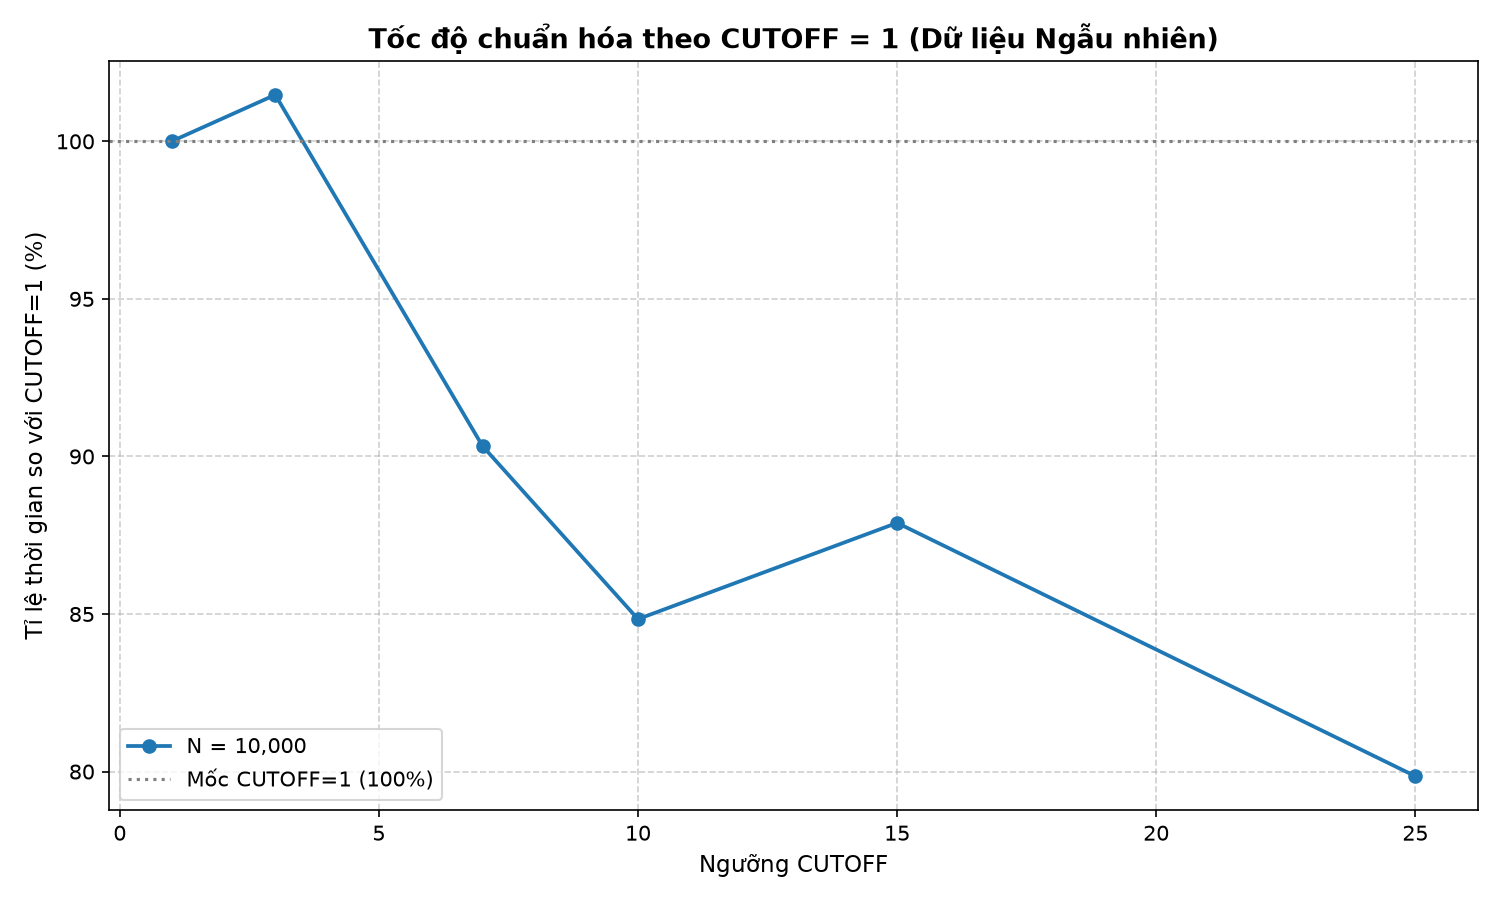 Tốc độ chuẩn hóa theo CUTOFF = 1 (Dữ liệu Ngẫu nhiên)
Tỉ lệ thời gian so với CUTOFF=1 (%)
100
95
90
85
80
N = 10,000
Mốc CUTOFF=1 (100%)
0 5 10 15 20 25
Ngưỡng CUTOFF